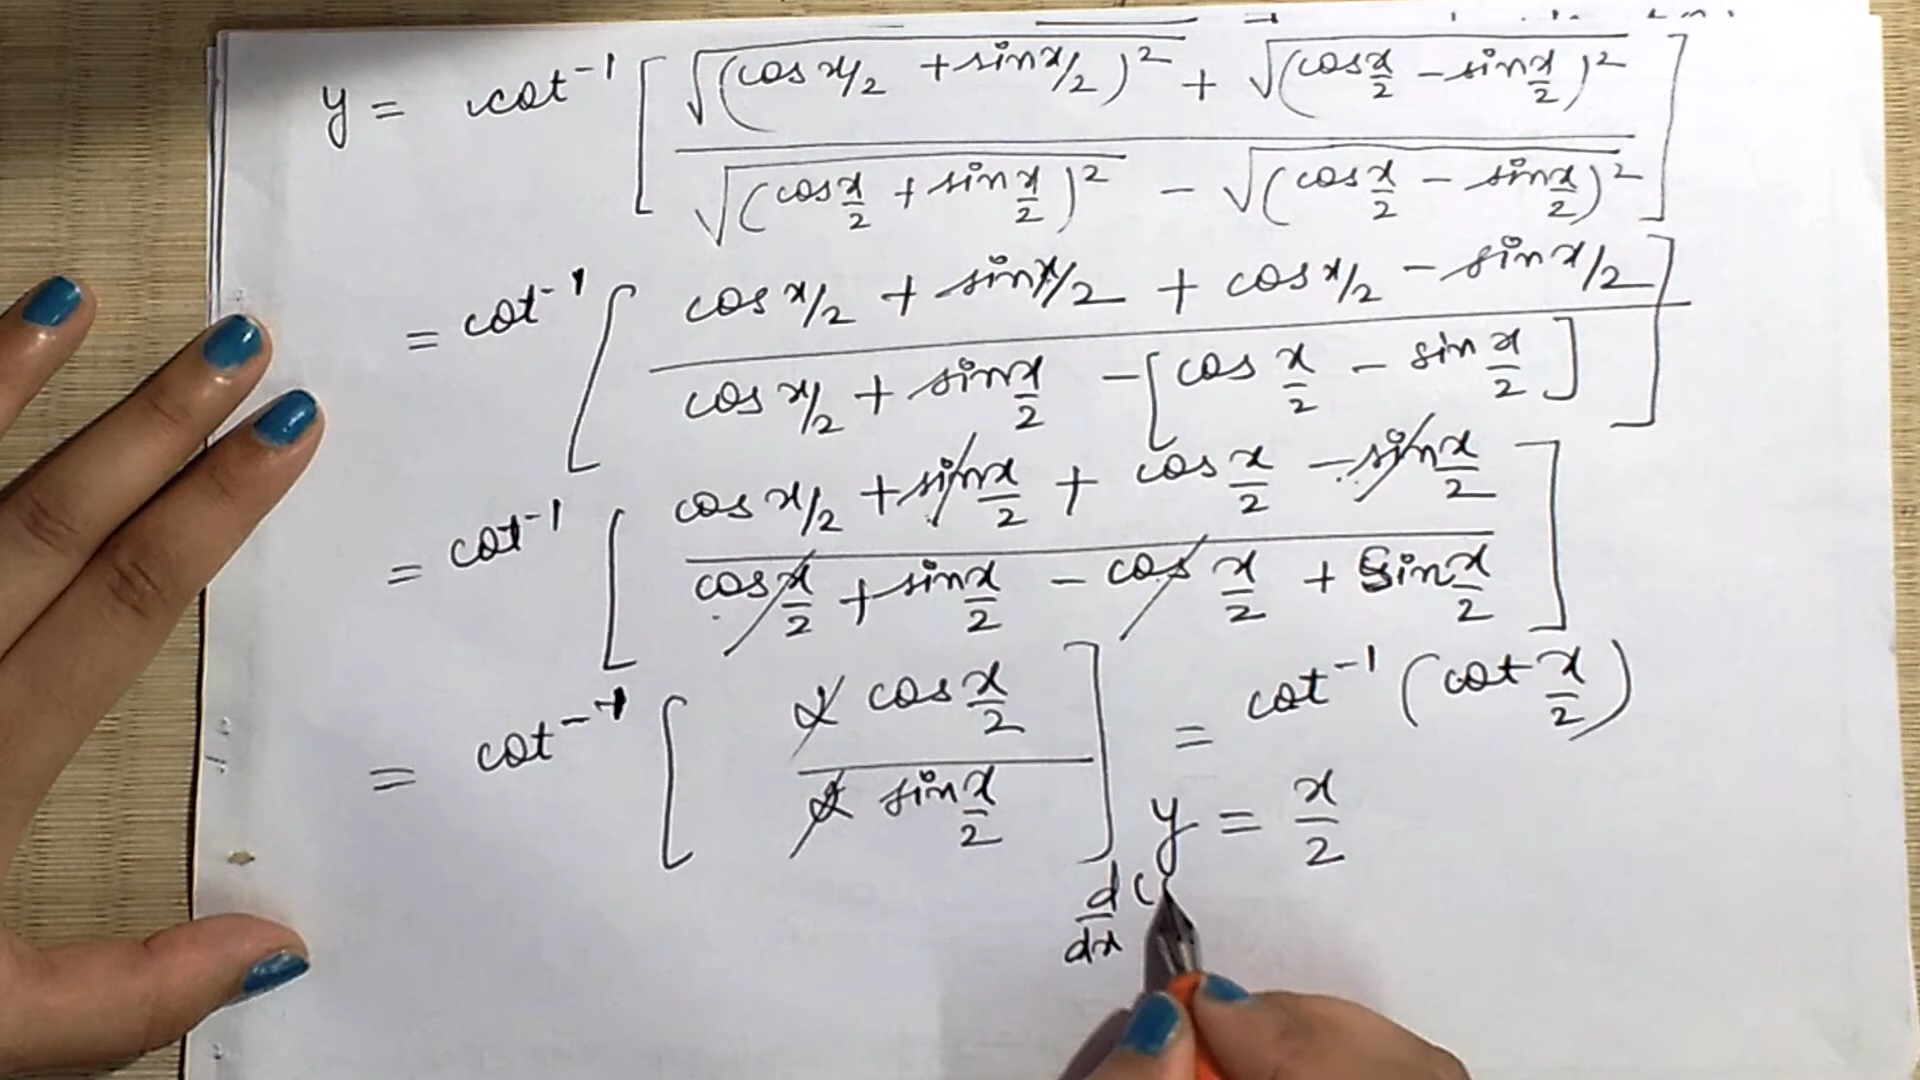 y = cot⁻¹ [ √(cos x/2 + sin x/2)² + √(cos x/2 − sin x/2)²
√(cos x/2 + sin x/2)² − √(cos x/2 − sin x/2)² ]
= cot⁻¹ [ cos x/2 + sin x/2 + cos x/2 − sin x/2
cos x/2 + sin x/2 − [cos x/2 − sin x/2] ]
= cot⁻¹ [ cos x/2 + sin x/2 + cos x/2 − sin x/2
cos x/2 + sin x/2 − cos x/2 + sin x/2 ]
= cot⁻¹ [ 2 cos x/2
2 sin x/2 ] = cot⁻¹ (cot x/2)
y = x/2
d/dx (